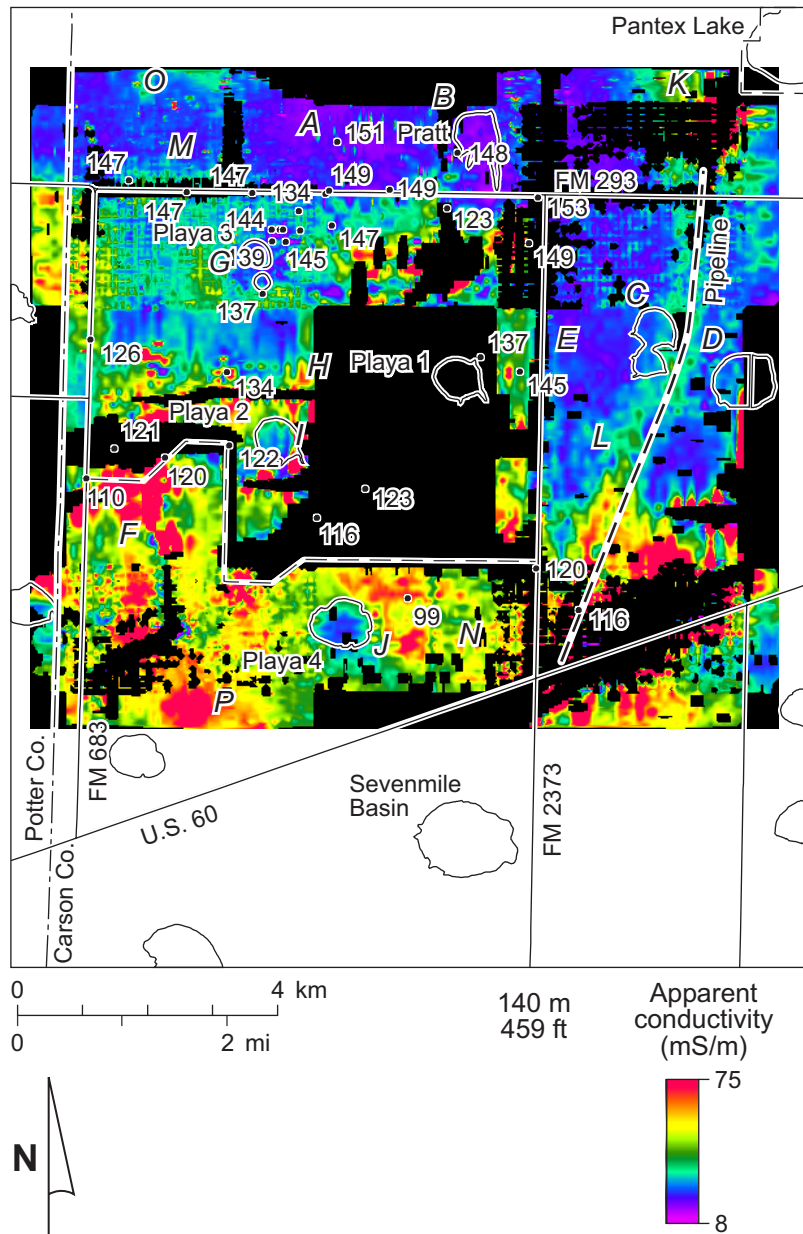 Pantex Lake
O
K
B
A
151
Pratt
M
148
147
147
149
149
FM 293
134
147
153
123
144
Playa 3
147
149
145
G
139
Pipeline
137
C
126
E
D
H
Playa 1
137
134
145
Playa 2
121
I
L
122
120
110
123
F
116
120
116
99
J
N
Playa 4
P
Potter Co.
FM 683
Sevenmile
Basin
U.S. 60
FM 2373
Carson Co.
0 4 km
0 2 mi
140 m
459 ft
Apparent
conductivity
(mS/m)
75
8
N